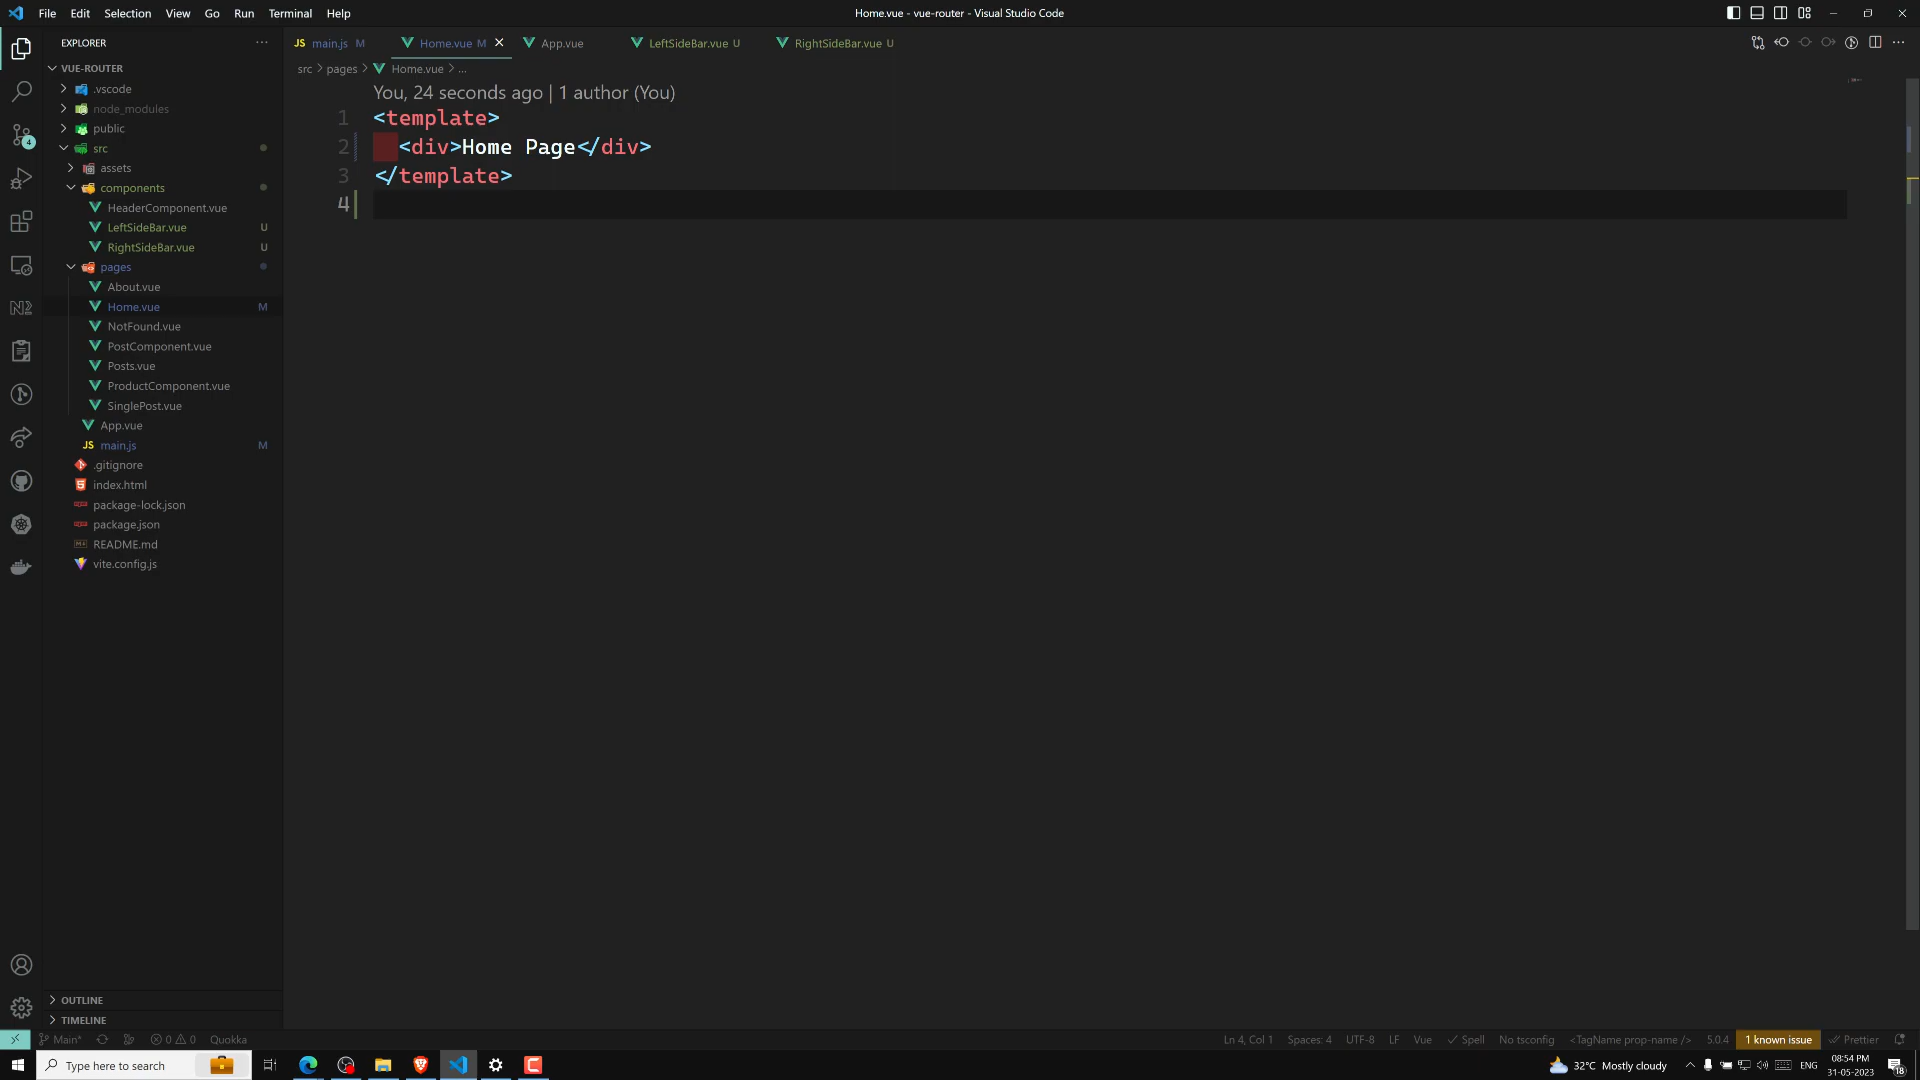 File Edit Selection View Go Run Terminal Help
Home.vue - vue-router - Visual Studio Code
EXPLORER
JS main.js M
Home.vue M
App.vue
LeftSideBar.vue U
RightSideBar.vue U
src > pages > Home.vue > ...
You, 24 seconds ago | 1 author (You)
1 <template>
2 <div>Home Page</div>
3 </template>
4
VUE-ROUTER
.vscode
node_modules
public
src
assets
components
HeaderComponent.vue
LeftSideBar.vue U
RightSideBar.vue U
pages
About.vue
Home.vue M
NotFound.vue
PostComponent.vue
Posts.vue
ProductComponent.vue
SinglePost.vue
App.vue
JS main.js M
.gitignore
index.html
package-lock.json
package.json
README.md
vite.config.js
4
OUTLINE
TIMELINE
Main* 0 0 Quokka
Ln 4, Col 1 Spaces: 4 UTF-8 LF Vue Spell No tsconfig <TagName prop-name /> 5.0.4 1 known issue Prettier
Type here to search
32°C Mostly cloudy
ENG
08:54 PM
31-05-2023
18